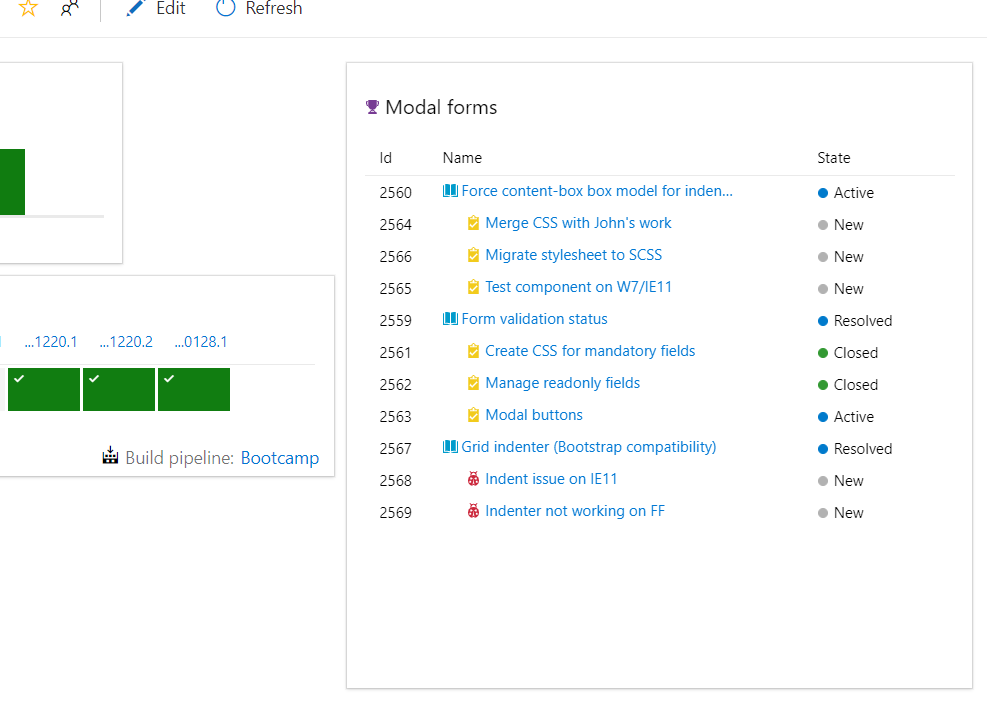 Edit Refresh
...1220.1 ...1220.2 ...0128.1
Build pipeline: Bootcamp
Modal forms
Id Name State
2560 Force content-box box model for inden... Active
2564 Merge CSS with John's work New
2566 Migrate stylesheet to SCSS New
2565 Test component on W7/IE11 New
2559 Form validation status Resolved
2561 Create CSS for mandatory fields Closed
2562 Manage readonly fields Closed
2563 Modal buttons Active
2567 Grid indenter (Bootstrap compatibility) Resolved
2568 Indent issue on IE11 New
2569 Indenter not working on FF New